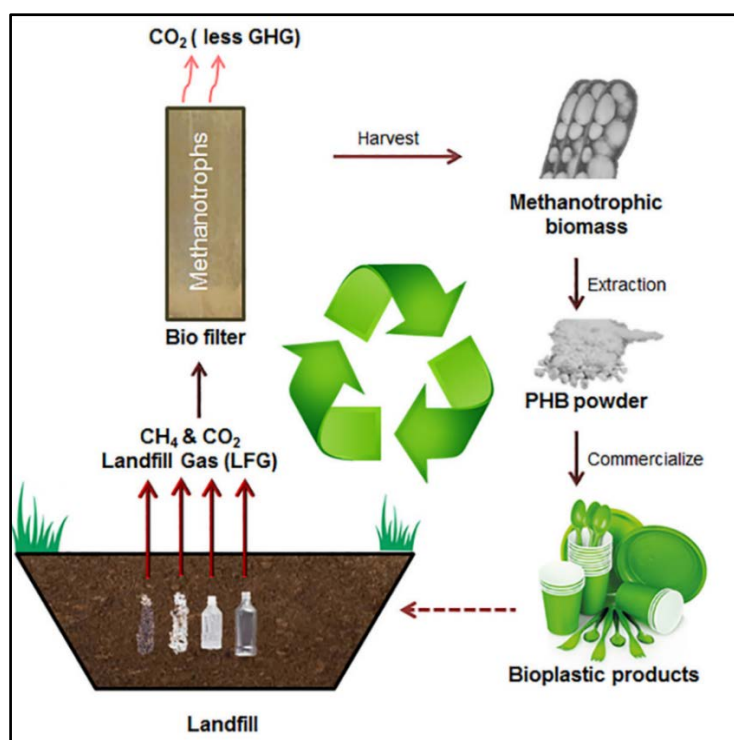 CO₂ ( less GHG)
Methanotrophs
Bio filter
Harvest
Methanotrophic
biomass
Extraction
PHB powder
Commercialize
Bioplastic products
CH₄ & CO₂
Landfill Gas (LFG)
Landfill